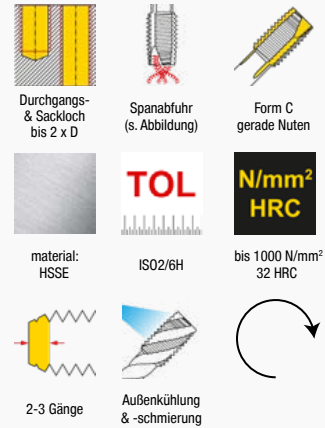 Durchgangs-
& Sackloch
bis 2 x D
Spanabfuhr
(s. Abbildung)
Form C
gerade Nuten
TOL
N/mm²
HRC
material:
HSSE
ISO2/6H
bis 1000 N/mm²
32 HRC
2-3 Gänge
Außenkühlung
& -schmierung